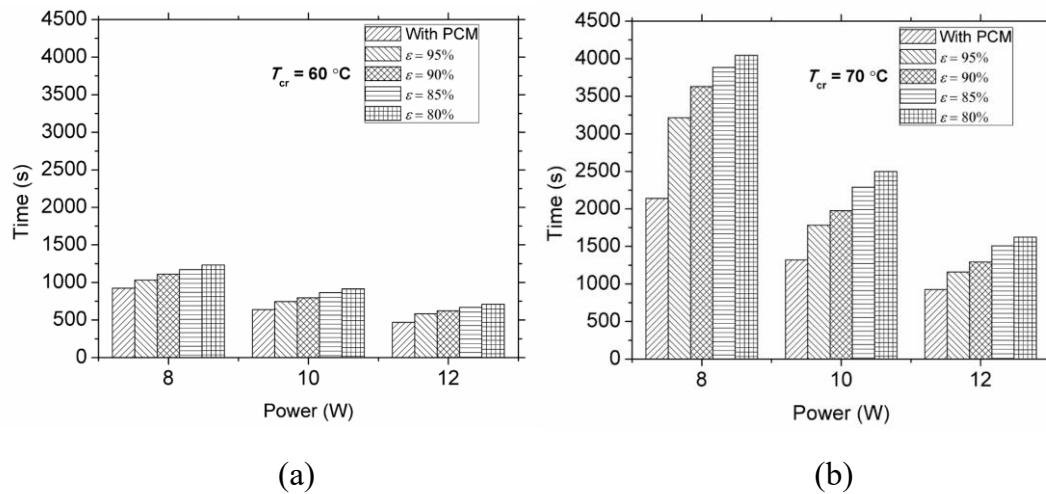 4500
4000
3500
3000
2500
2000
1500
1000
500
0
Time (s)
With PCM
ε = 95%
ε = 90%
ε = 85%
ε = 80%
T_cr = 60 °C
8 10 12
Power (W)
(a)
4500
4000
3500
3000
2500
2000
1500
1000
500
0
Time (s)
With PCM
ε = 95%
ε = 90%
ε = 85%
ε = 80%
T_cr = 70 °C
8 10 12
Power (W)
(b)